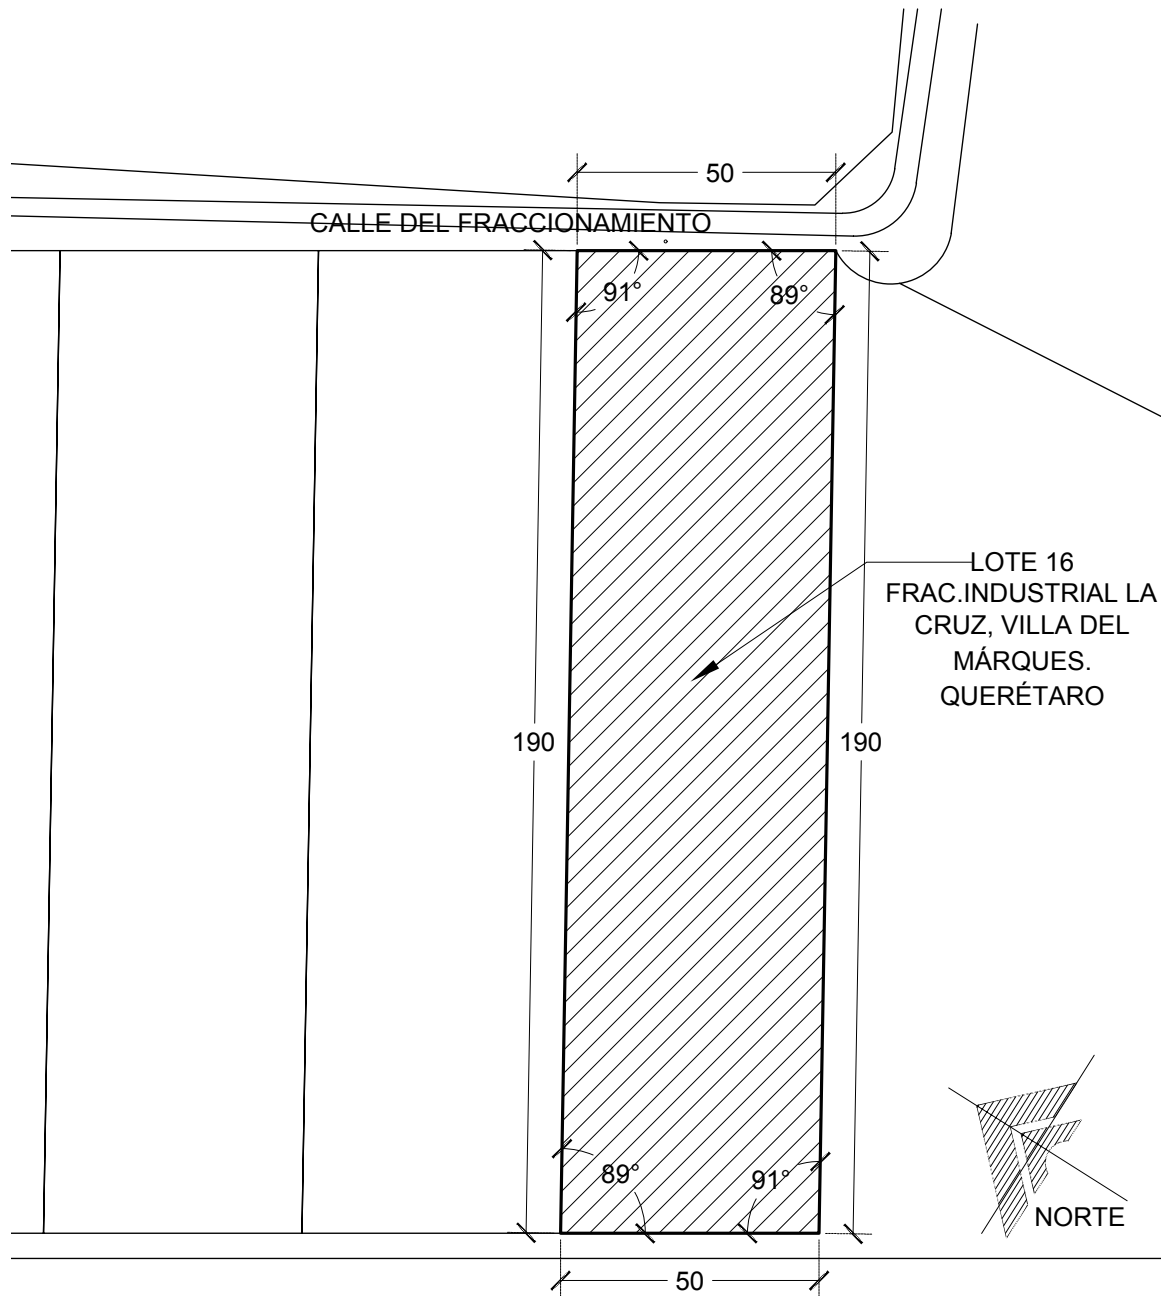 50
CALLE DEL FRACCIONAMIENTO
91°
89°
LOTE 16
FRAC.INDUSTRIAL LA
CRUZ, VILLA DEL
MÁRQUES.
QUERÉTARO
190
190
89°
91°
NORTE
50